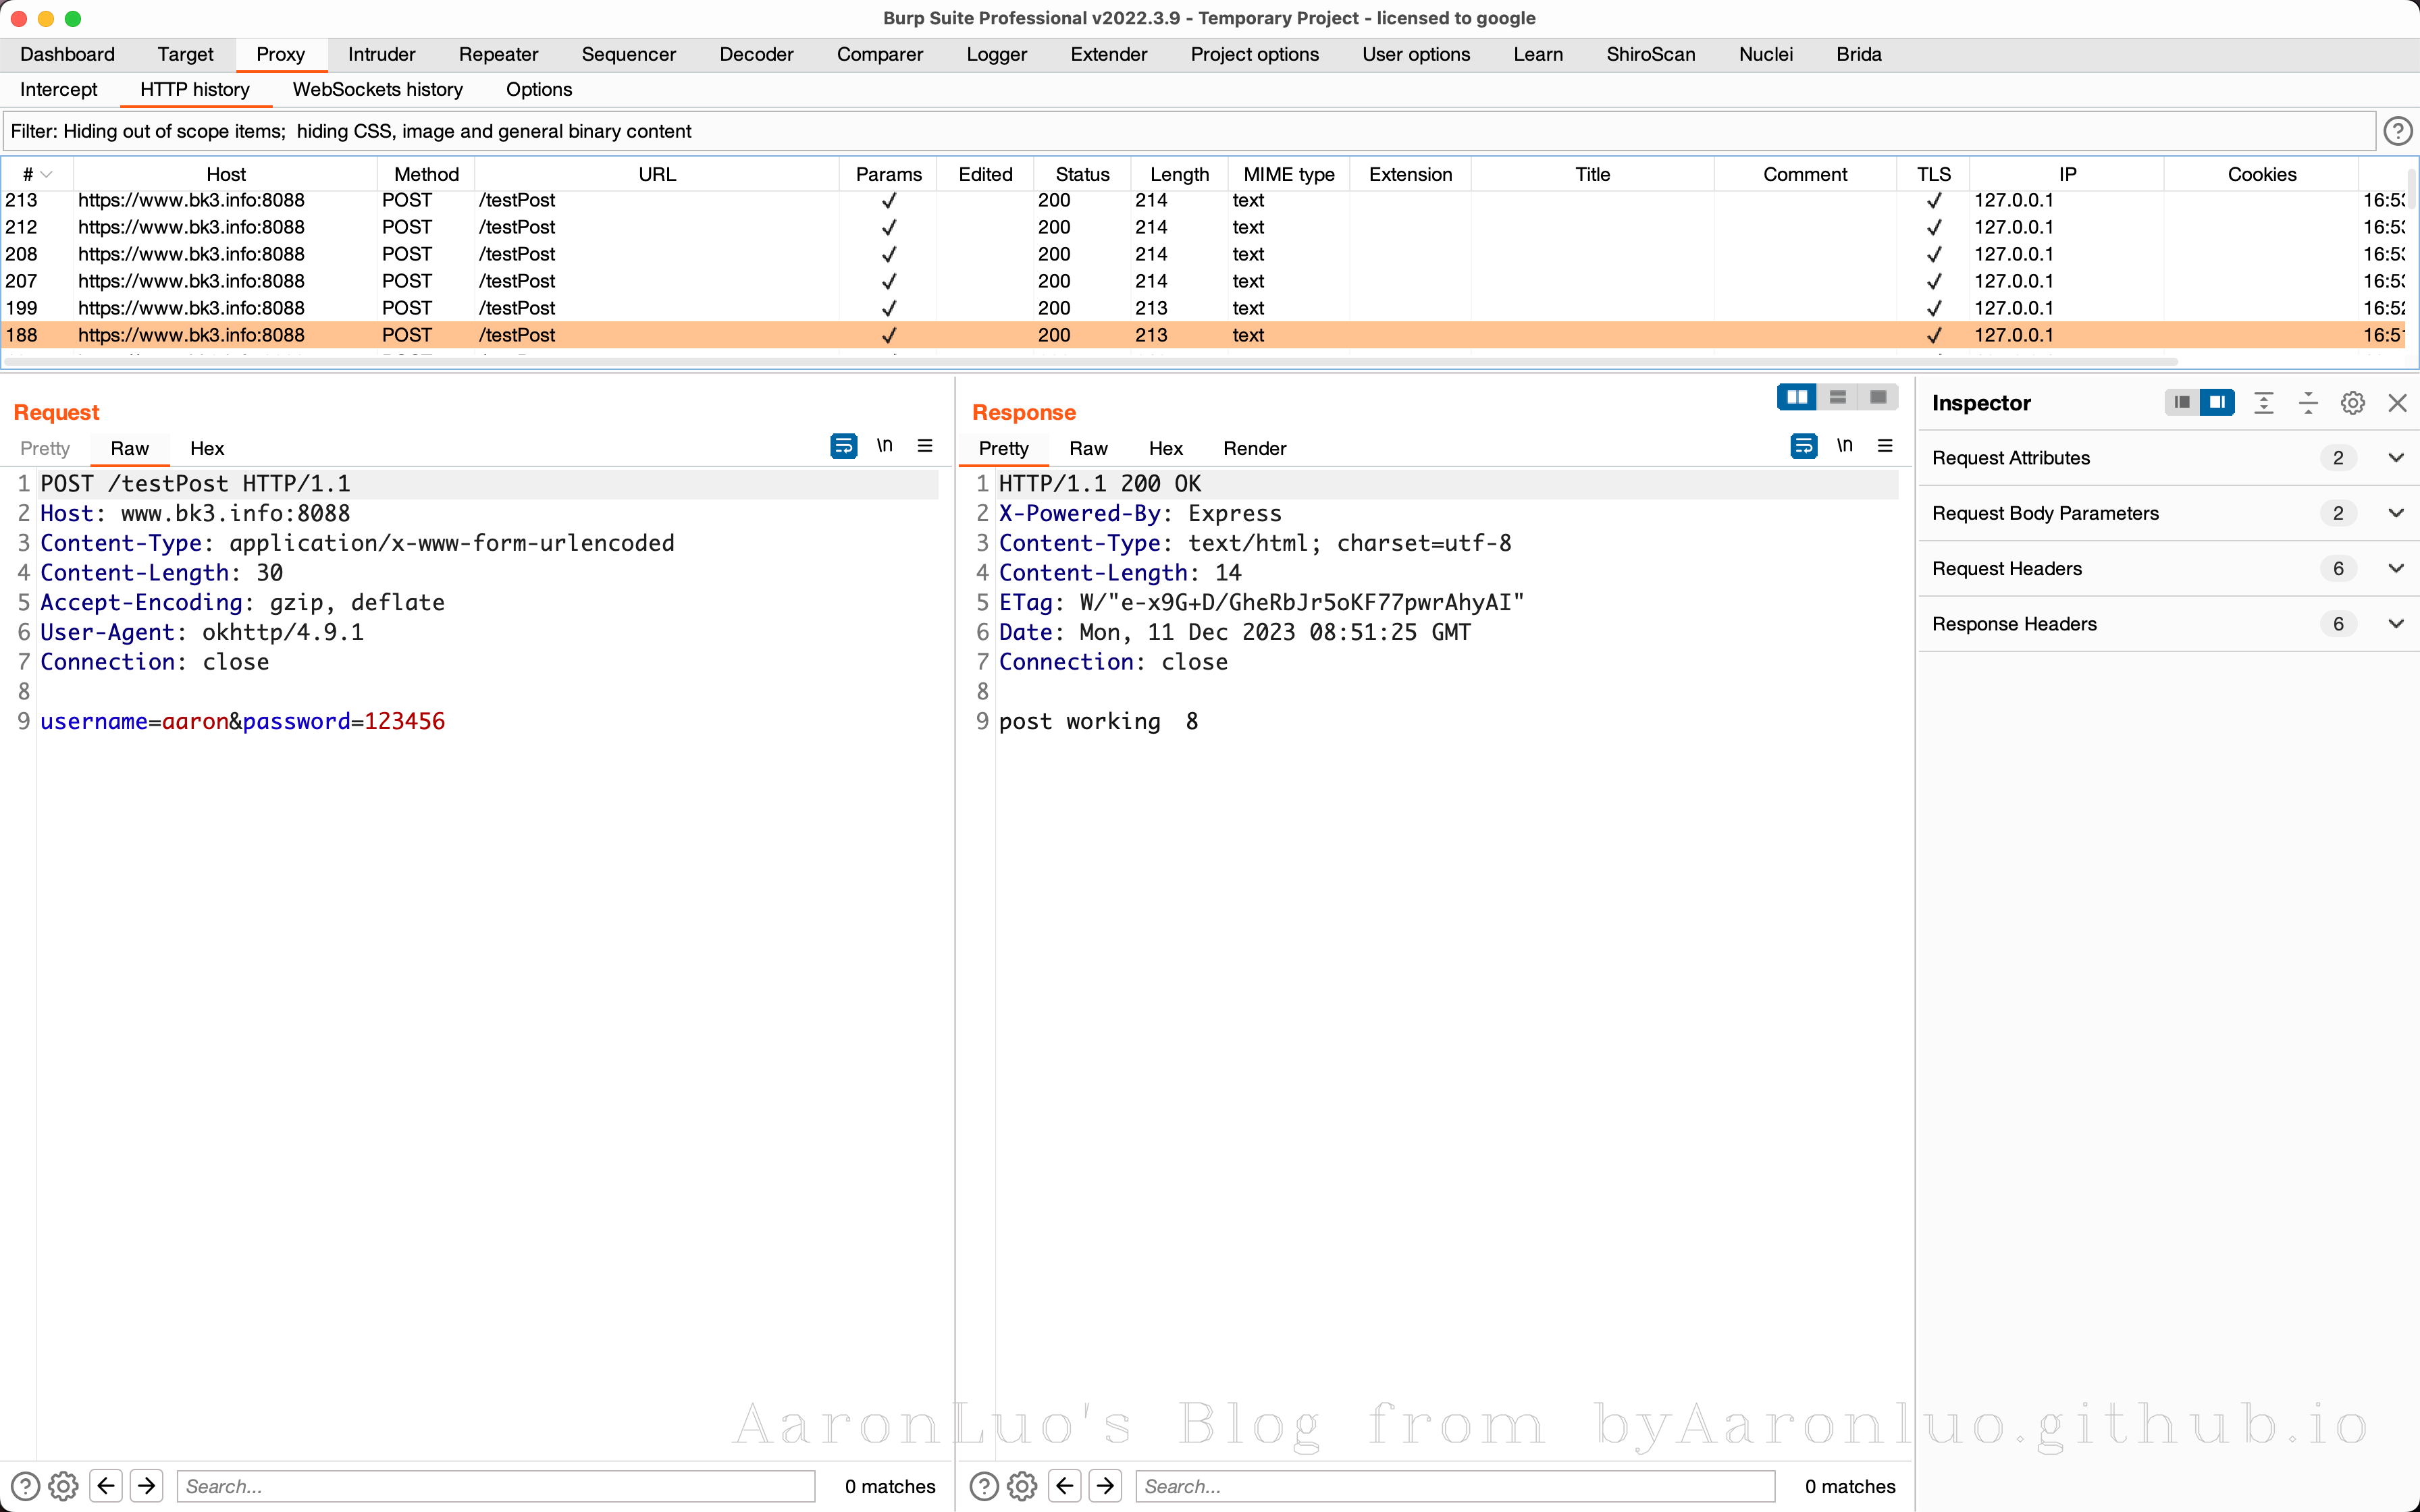 Burp Suite Professional v2022.3.9 - Temporary Project - licensed to google
Dashboard Target Proxy Intruder Repeater Sequencer Decoder Comparer Logger Extender Project options User options Learn ShiroScan Nuclei Brida
Intercept HTTP history WebSockets history Options
Filter: Hiding out of scope items; hiding CSS, image and general binary content
# Host Method URL Params Edited Status Length MIME type Extension Title Comment TLS IP Cookies
213 https://www.bk3.info:8088 POST /testPost ✓ 200 214 text ✓ 127.0.0.1
212 https://www.bk3.info:8088 POST /testPost ✓ 200 214 text ✓ 127.0.0.1
208 https://www.bk3.info:8088 POST /testPost ✓ 200 214 text ✓ 127.0.0.1
207 https://www.bk3.info:8088 POST /testPost ✓ 200 214 text ✓ 127.0.0.1
199 https://www.bk3.info:8088 POST /testPost ✓ 200 213 text ✓ 127.0.0.1
188 https://www.bk3.info:8088 POST /testPost ✓ 200 213 text ✓ 127.0.0.1
Request
Pretty Raw Hex \n
1 POST /testPost HTTP/1.1
2 Host: www.bk3.info:8088
3 Content-Type: application/x-www-form-urlencoded
4 Content-Length: 30
5 Accept-Encoding: gzip, deflate
6 User-Agent: okhttp/4.9.1
7 Connection: close
8
9 username=aaron&password=123456
Search... 0 matches
Response
Pretty Raw Hex Render \n
1 HTTP/1.1 200 OK
2 X-Powered-By: Express
3 Content-Type: text/html; charset=utf-8
4 Content-Length: 14
5 ETag: W/"e-x9G+D/GheRbJr5oKF77pwrAhyAI"
6 Date: Mon, 11 Dec 2023 08:51:25 GMT
7 Connection: close
8
9 post working 8
Search... 0 matches
Inspector
Request Attributes 2
Request Body Parameters 2
Request Headers 6
Response Headers 6
AaronLuo's Blog from byAaronluo.github.io